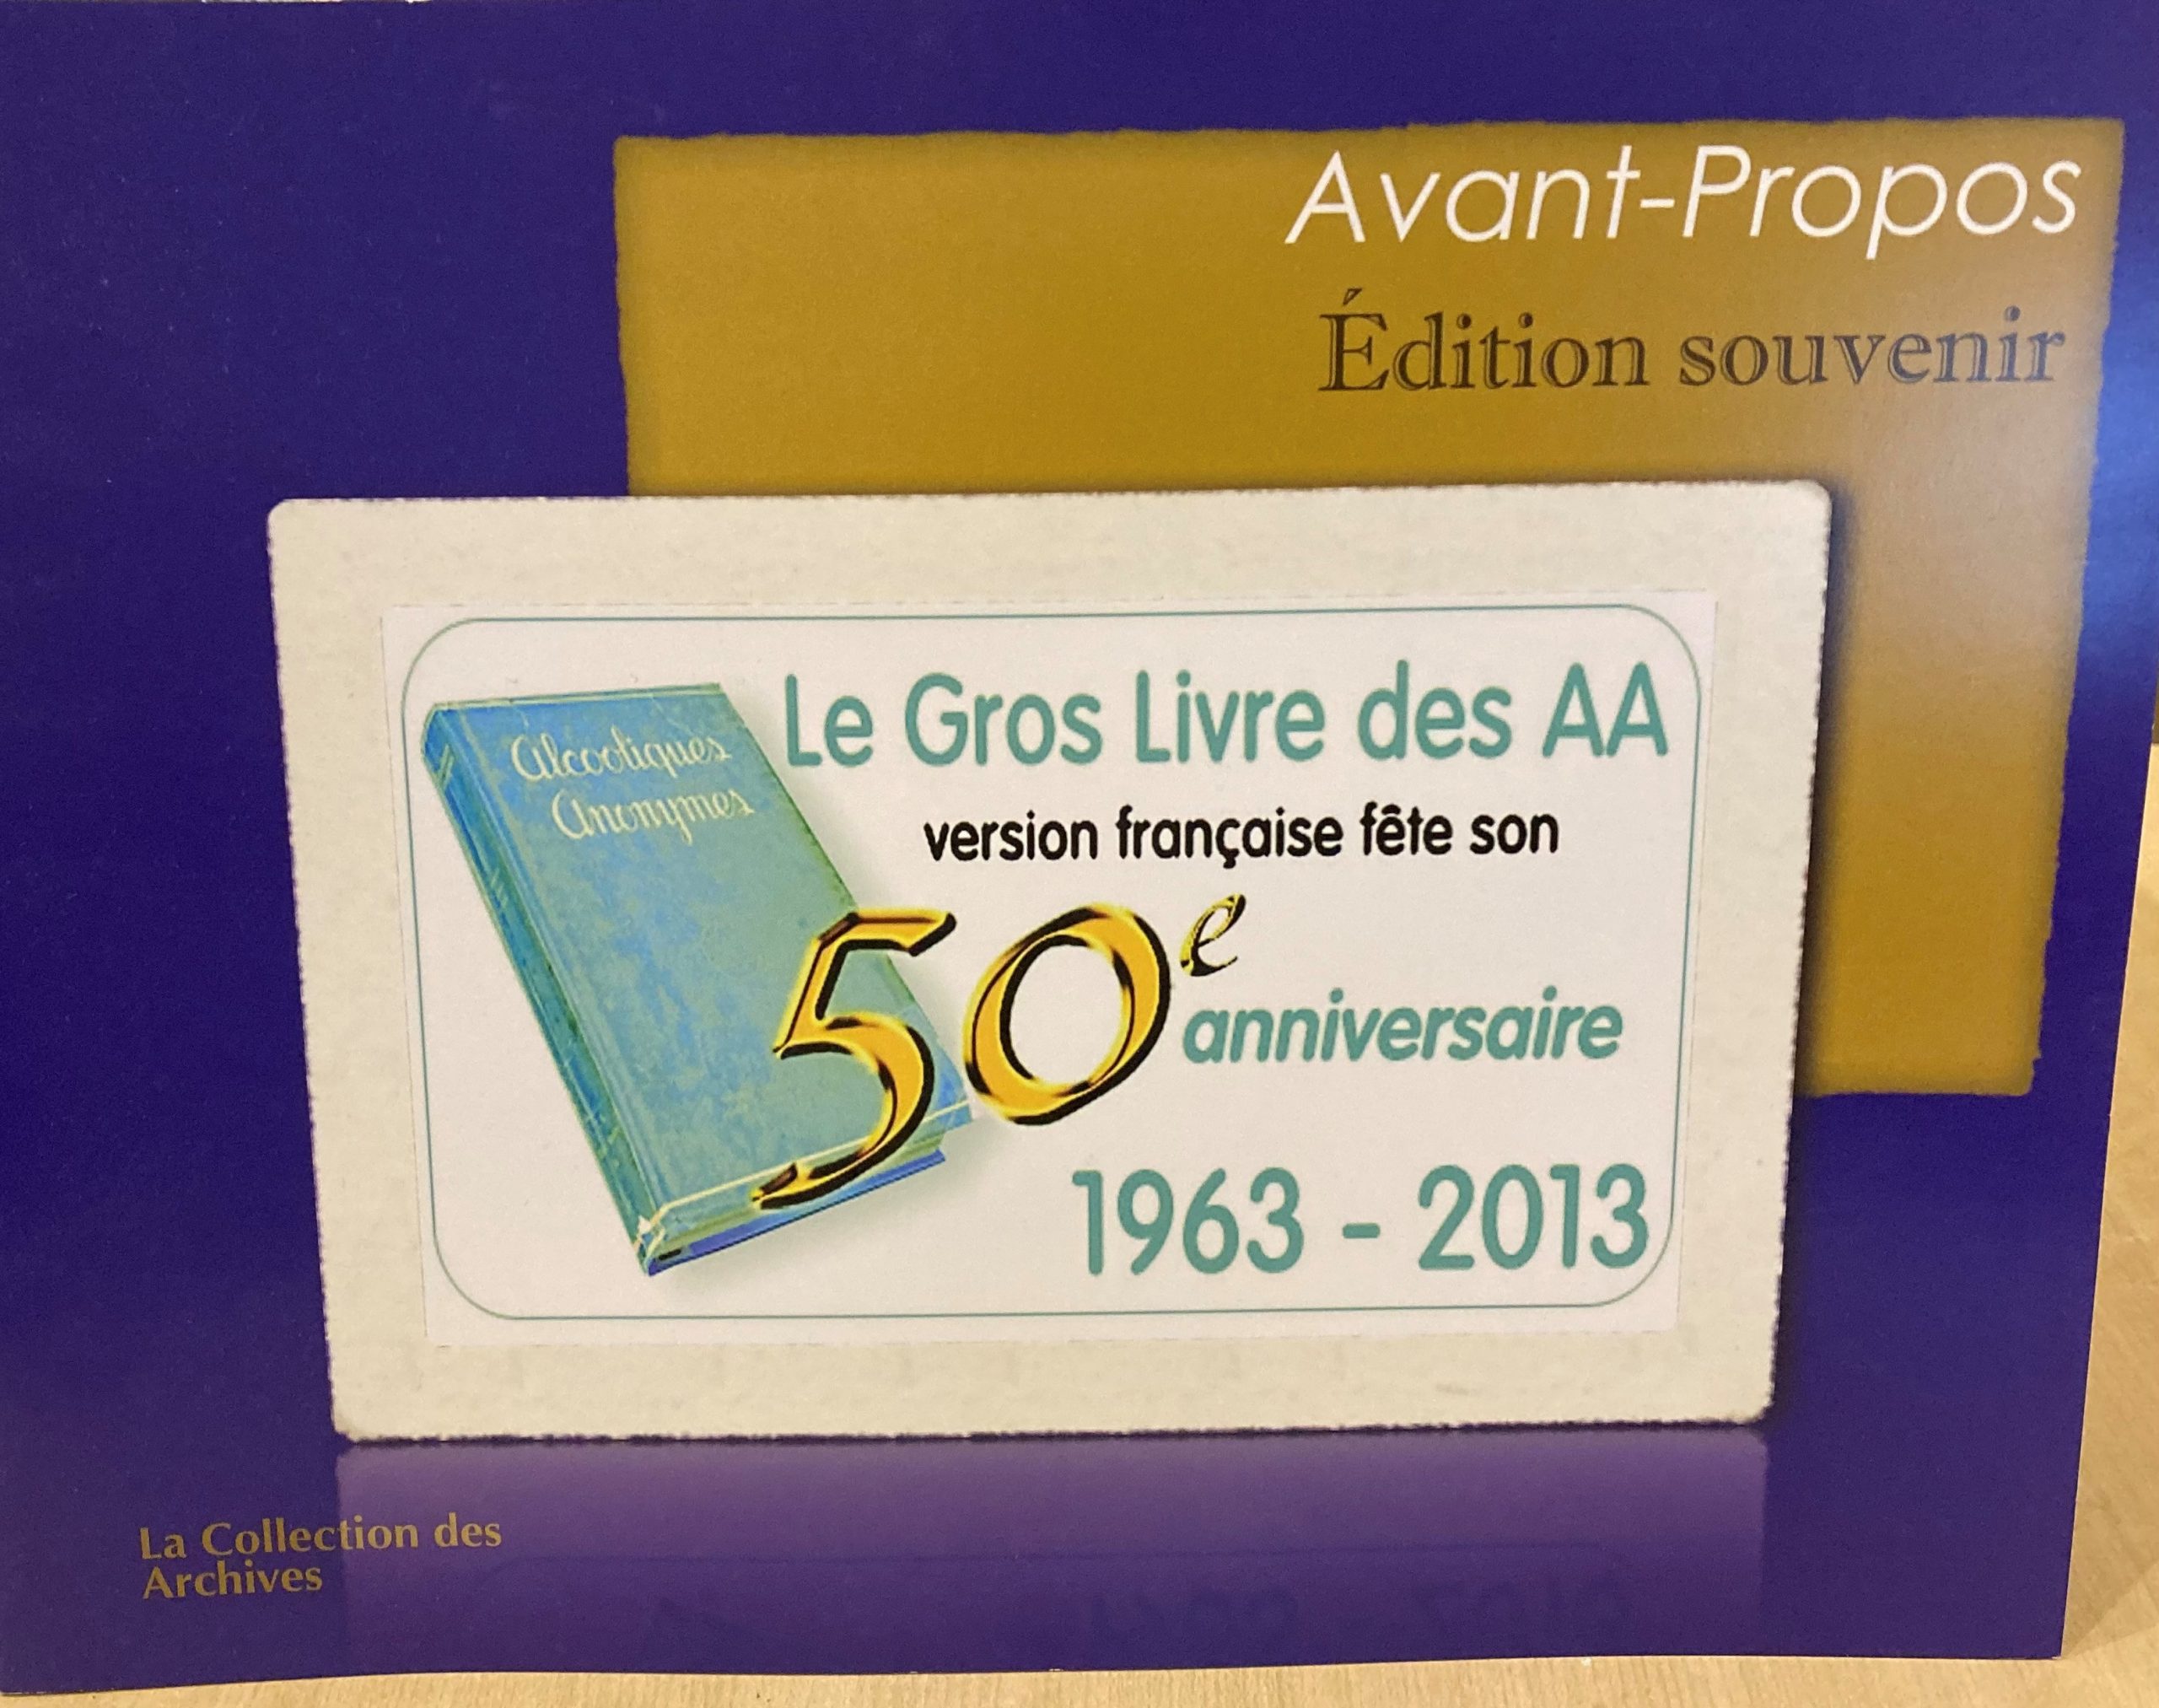 Avant-Propos
Édition souvenir
Alcooliques
Anonymes
Le Gros Livre des AA
version française fête son
50e
anniversaire
1963 - 2013
La Collection des
Archives